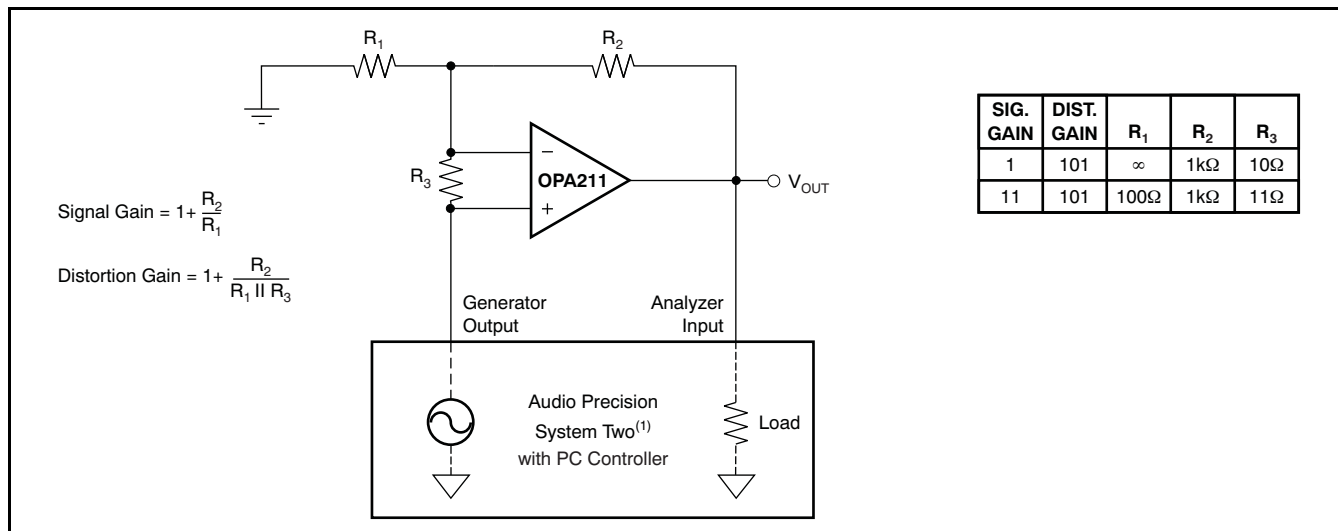 R₁
R₂
SIG. GAIN DIST. GAIN R₁ R₂ R₃
1 101 ∞ 1kΩ 10Ω
11 101 100Ω 1kΩ 11Ω
R₃
−
+
OPA211
V_OUT
Signal Gain = 1+ R₂/R₁
Distortion Gain = 1+ R₂/(R₁ II R₃)
Generator
Output
Analyzer
Input
Audio Precision
System Two⁽¹⁾
with PC Controller
Load